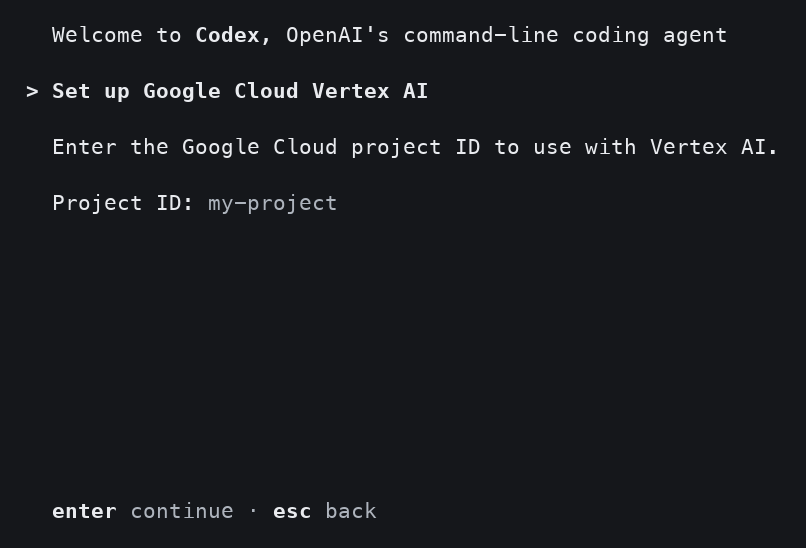 Welcome to Codex, OpenAI's command-line coding agent
> Set up Google Cloud Vertex AI
Enter the Google Cloud project ID to use with Vertex AI.
Project ID: my-project
enter continue · esc back